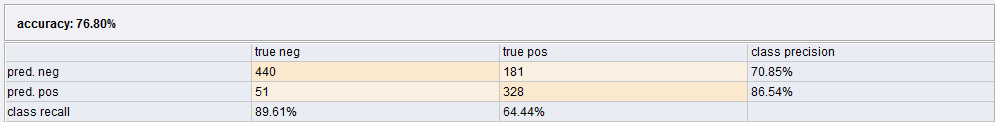 accuracy: 76.80%
true neg true pos class precision
pred. neg 440 181 70.85%
pred. pos 51 328 86.54%
class recall 89.61% 64.44%